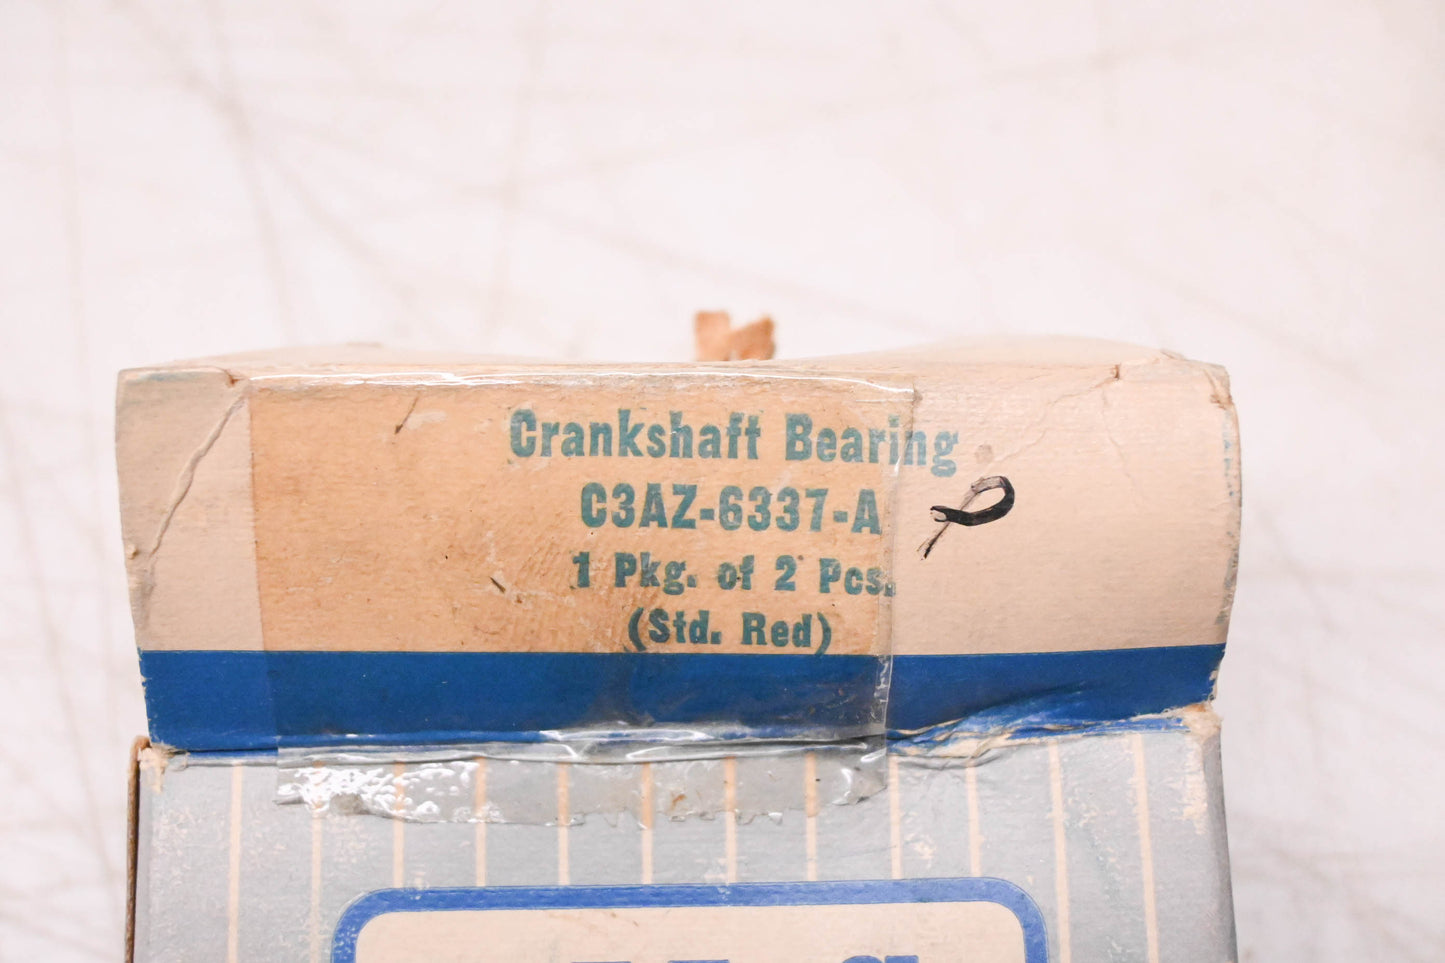 Crankshaft Bearing
C3AZ-6337-A
1 Pkg. of 2 Pcs.
(Std. Red)